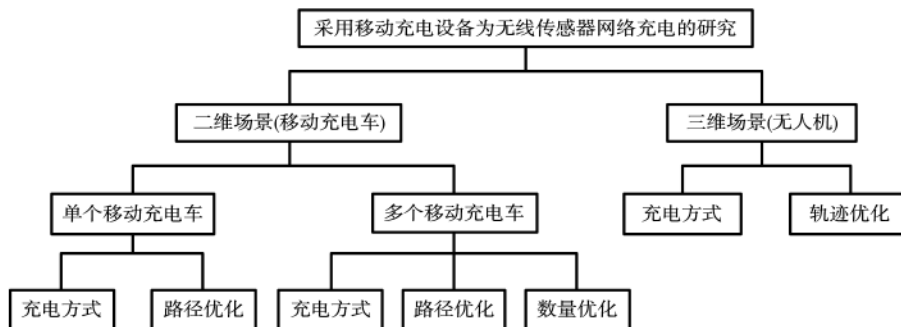 采用移动充电设备为无线传感器网络充电的研究
二维场景(移动充电车)
三维场景(无人机)
单个移动充电车
多个移动充电车
充电方式
轨迹优化
充电方式
路径优化
充电方式
路径优化
数量优化